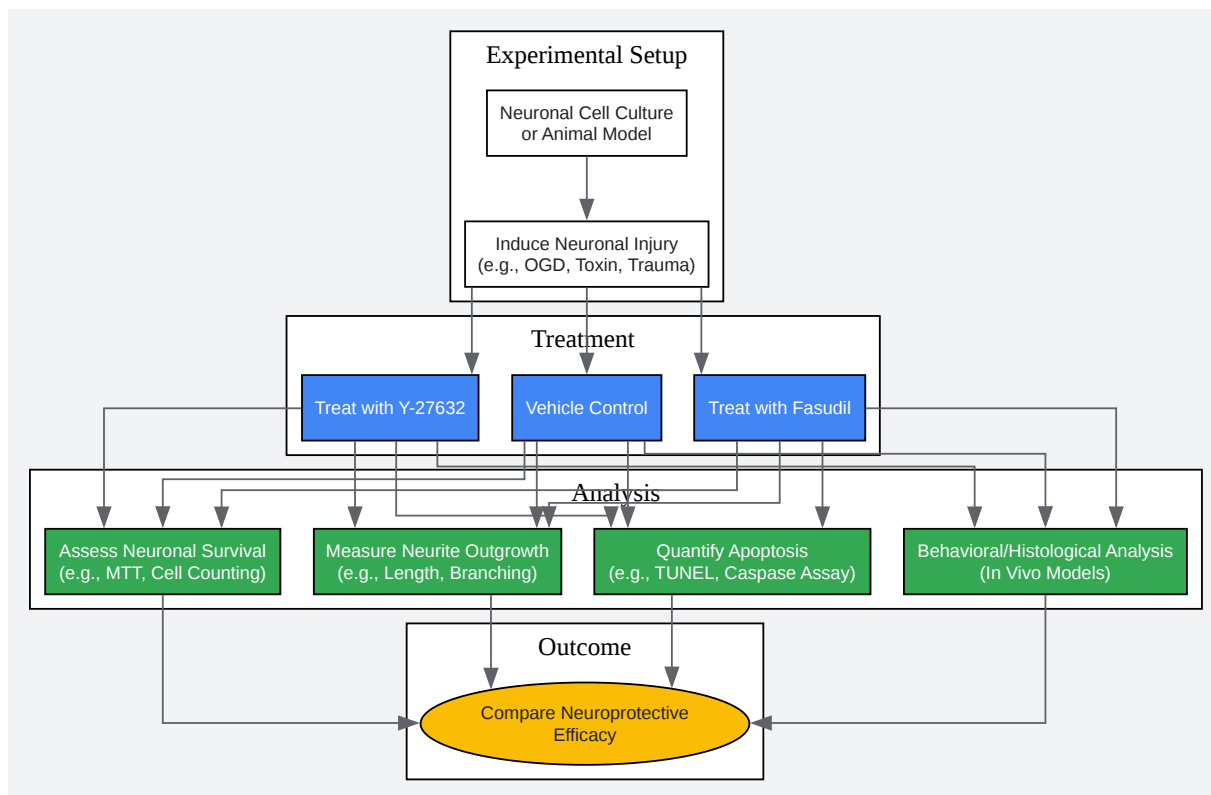 Experimental Setup
Neuronal Cell Culture
or Animal Model
Induce Neuronal Injury
(e.g., OGD, Toxin, Trauma)
Treatment
Treat with Y-27632
Vehicle Control
Treat with Fasudil
Analysis
Assess Neuronal Survival
(e.g., MTT, Cell Counting)
Measure Neurite Outgrowth
(e.g., Length, Branching)
Quantify Apoptosis
(e.g., TUNEL, Caspase Assay)
Behavioral/Histological Analysis
(In Vivo Models)
Outcome
Compare Neuroprotective
Efficacy